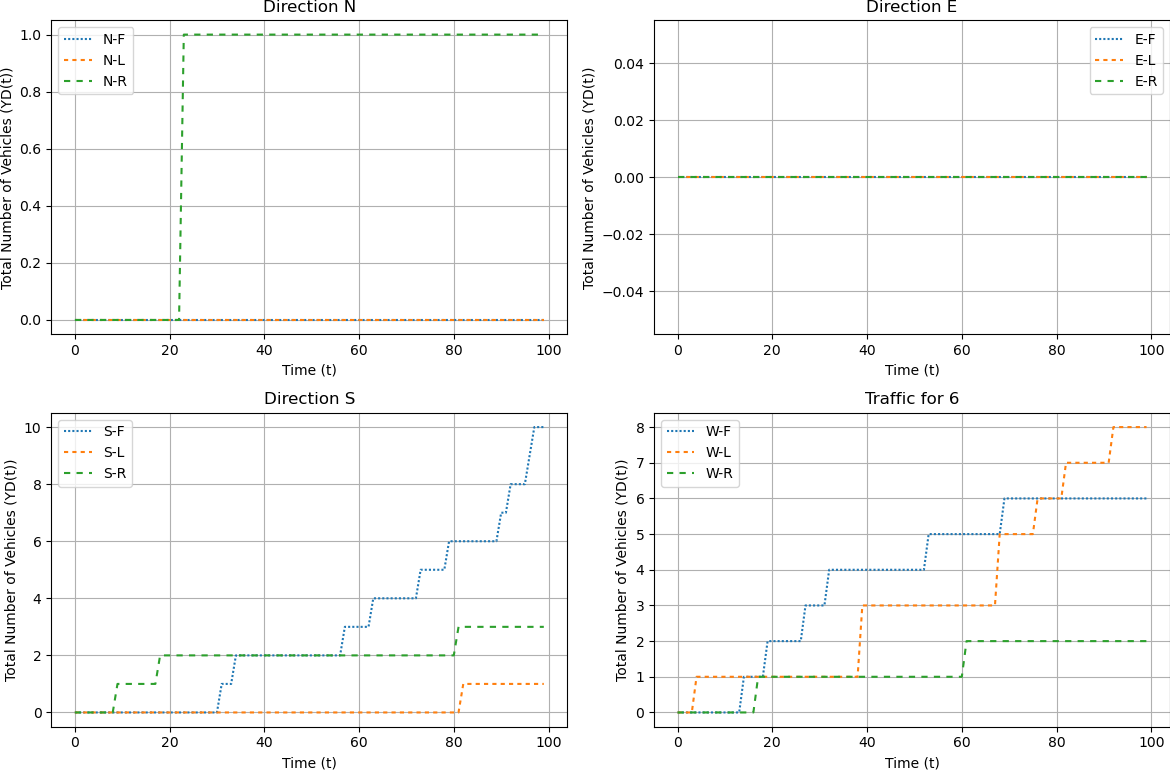 Direction N
Total Number of Vehicles (YD(t))
1.0
0.8
0.6
0.4
0.2
0.0
N-F
N-L
N-R
0 20 40 60 80 100
Time (t)
Direction E
Total Number of Vehicles (YD(t))
0.04
0.02
0.00
−0.02
−0.04
E-F
E-L
E-R
0 20 40 60 80 100
Time (t)
Direction S
Total Number of Vehicles (YD(t))
10
8
6
4
2
0
S-F
S-L
S-R
0 20 40 60 80 100
Time (t)
Traffic for 6
Total Number of Vehicles (YD(t))
8
7
6
5
4
3
2
1
0
W-F
W-L
W-R
0 20 40 60 80 100
Time (t)